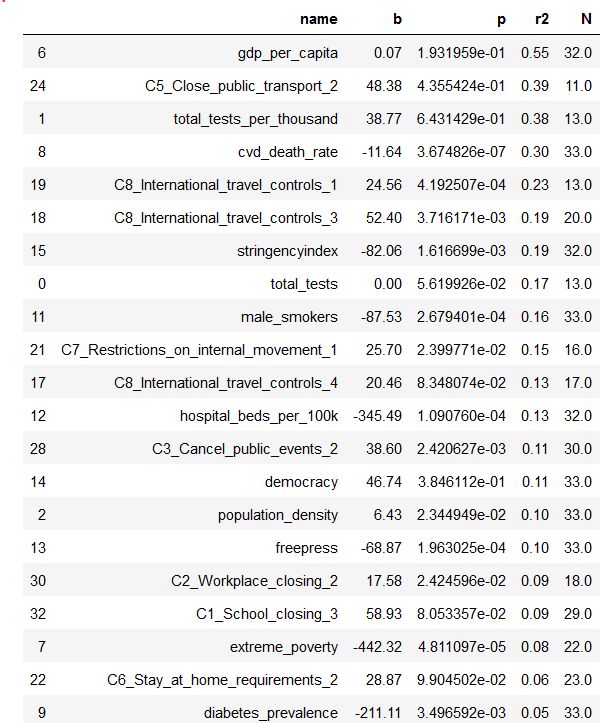 name b p r2 N
6 gdp_per_capita 0.07 1.931959e-01 0.55 32.0
24 C5_Close_public_transport_2 48.38 4.355424e-01 0.39 11.0
1 total_tests_per_thousand 38.77 6.431429e-01 0.38 13.0
8 cvd_death_rate -11.64 3.674826e-07 0.30 33.0
19 C8_International_travel_controls_1 24.56 4.192507e-04 0.23 13.0
18 C8_International_travel_controls_3 52.40 3.716171e-03 0.19 20.0
15 stringencyindex -82.06 1.616699e-03 0.19 32.0
0 total_tests 0.00 5.619926e-02 0.17 13.0
11 male_smokers -87.53 2.679401e-04 0.16 33.0
21 C7_Restrictions_on_internal_movement_1 25.70 2.399771e-02 0.15 16.0
17 C8_International_travel_controls_4 20.46 8.348074e-02 0.13 17.0
12 hospital_beds_per_100k -345.49 1.090760e-04 0.13 32.0
28 C3_Cancel_public_events_2 38.60 2.420627e-03 0.11 30.0
14 democracy 46.74 3.846112e-01 0.11 33.0
2 population_density 6.43 2.344949e-02 0.10 33.0
13 freepress -68.87 1.963025e-04 0.10 33.0
30 C2_Workplace_closing_2 17.58 2.424596e-02 0.09 18.0
32 C1_School_closing_3 58.93 8.053357e-02 0.09 29.0
7 extreme_poverty -442.32 4.811097e-05 0.08 22.0
22 C6_Stay_at_home_requirements_2 28.87 9.904502e-02 0.06 23.0
9 diabetes_prevalence -211.11 3.496592e-03 0.05 33.0